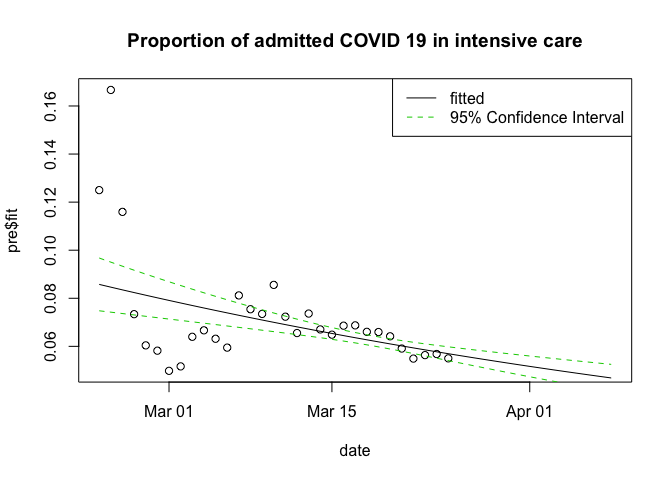 Proportion of admitted COVID 19 in intensive care
fitted
95% Confidence Interval
pre$fit
0.16
0.14
0.12
0.10
0.08
0.06
Mar 01
Mar 15
Apr 01
date